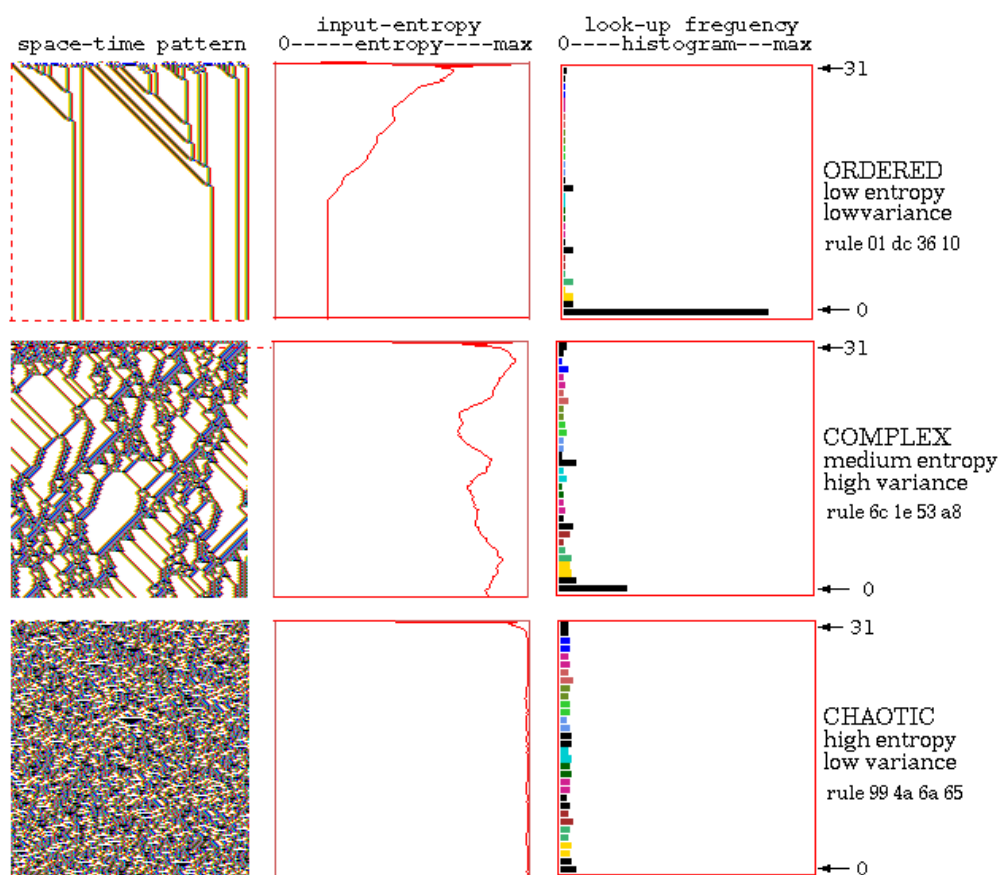 space-time pattern
input-entropy
0------entropy----max
look-up freguency
0-----histogram---max
31
ORDERED
low entropy
lowvariance
rule 01 dc 36 10
0
31
COMPLEX
medium entropy
high variance
rule 6c 1e 53 a8
0
31
CHAOTIC
high entropy
low variance
rule 99 4a 6a 65
0